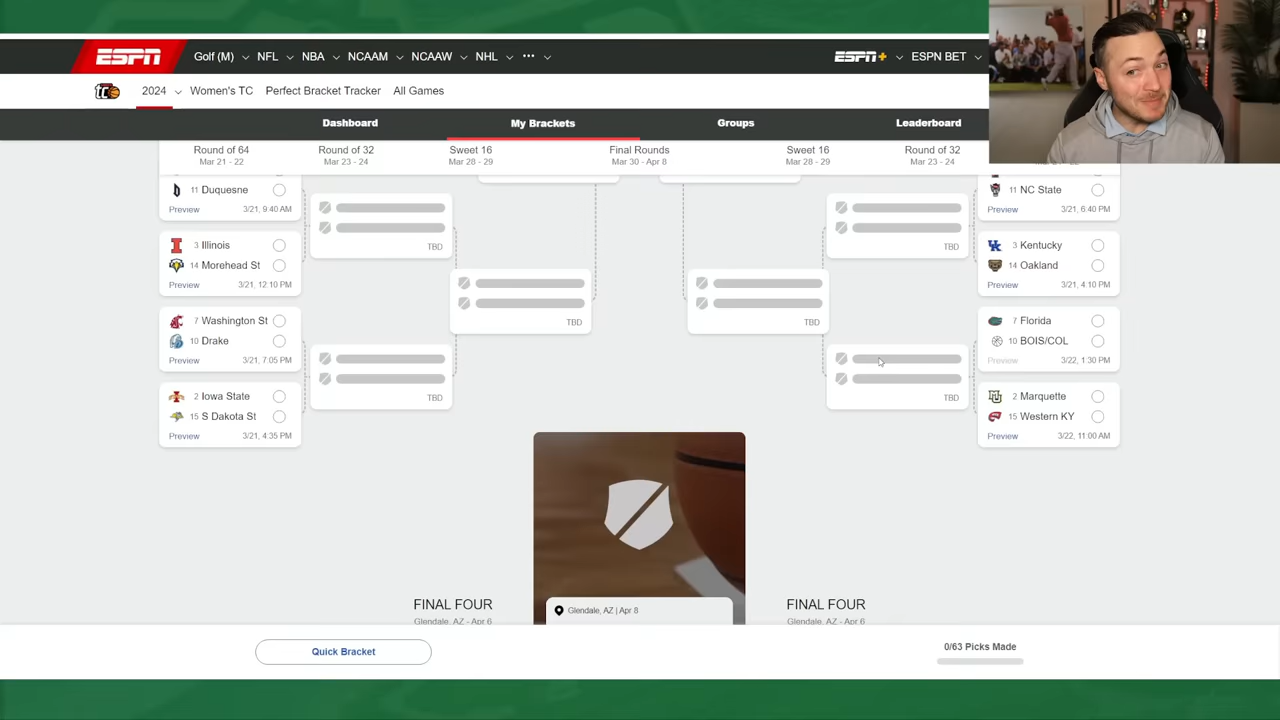 ESPN Golf (M) NFL NBA NCAAM NCAAW NHL ... ESPN+ ESPN BET
TC 2024 Women's TC Perfect Bracket Tracker All Games
Dashboard My Brackets Groups Leaderboard
Round of 64 Round of 32 Sweet 16 Final Rounds Sweet 16 Round of 32
Mar 21 - 22 Mar 23 - 24 Mar 28 - 29 Mar 30 - Apr 8 Mar 28 - 29 Mar 23 - 24
11 Duquesne
Preview 3/21, 9:40 AM
3 Illinois
14 Morehead St
Preview 3/21, 12:10 PM
7 Washington St
10 Drake
Preview 3/21, 7:05 PM
2 Iowa State
15 S Dakota St
Preview 3/21, 4:35 PM
TBD
TBD
TBD
TBD
TBD
TBD
11 NC State
Preview 3/21, 6:40 PM
3 Kentucky
14 Oakland
Preview 3/21, 4:10 PM
7 Florida
10 BOIS/COL
Preview 3/22, 1:30 PM
2 Marquette
15 Western KY
Preview 3/22, 11:00 AM
FINAL FOUR
Glendale, AZ - Apr 6
Glendale, AZ | Apr 8
FINAL FOUR
Glendale, AZ - Apr 6
Quick Bracket
0/63 Picks Made